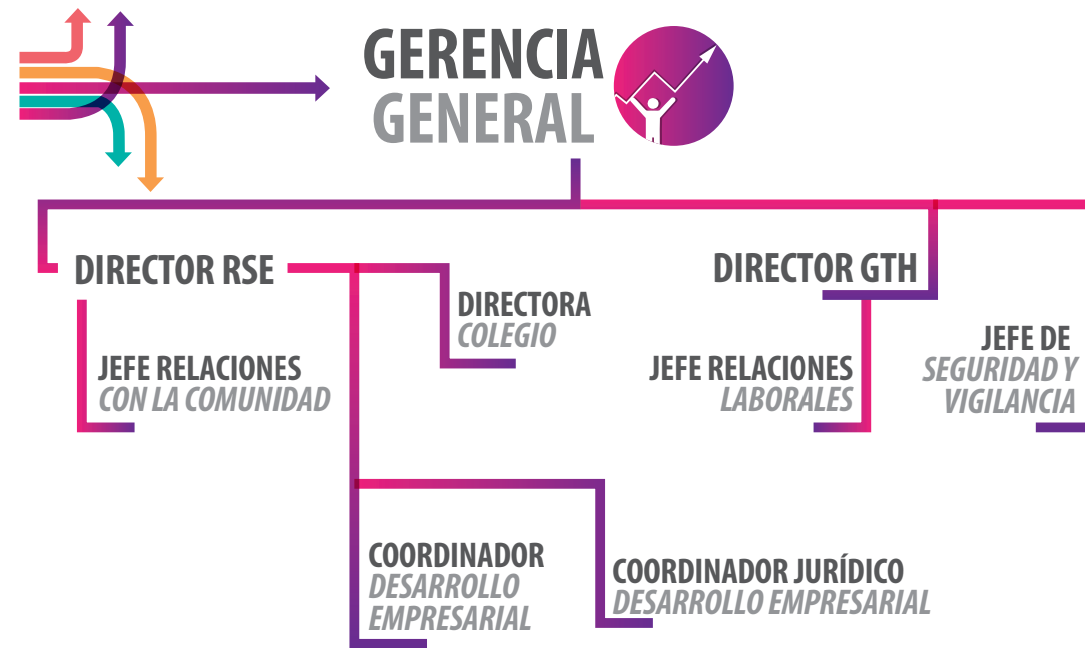 GERENCIA
GENERAL
DIRECTOR RSE
DIRECTOR GTH
DIRECTORA
COLEGIO
JEFE RELACIONES
CON LA COMUNIDAD
JEFE RELACIONES
LABORALES
JEFE DE
SEGURIDAD Y
VIGILANCIA
COORDINADOR
DESARROLLO
EMPRESARIAL
COORDINADOR JURÍDICO
DESARROLLO EMPRESARIAL